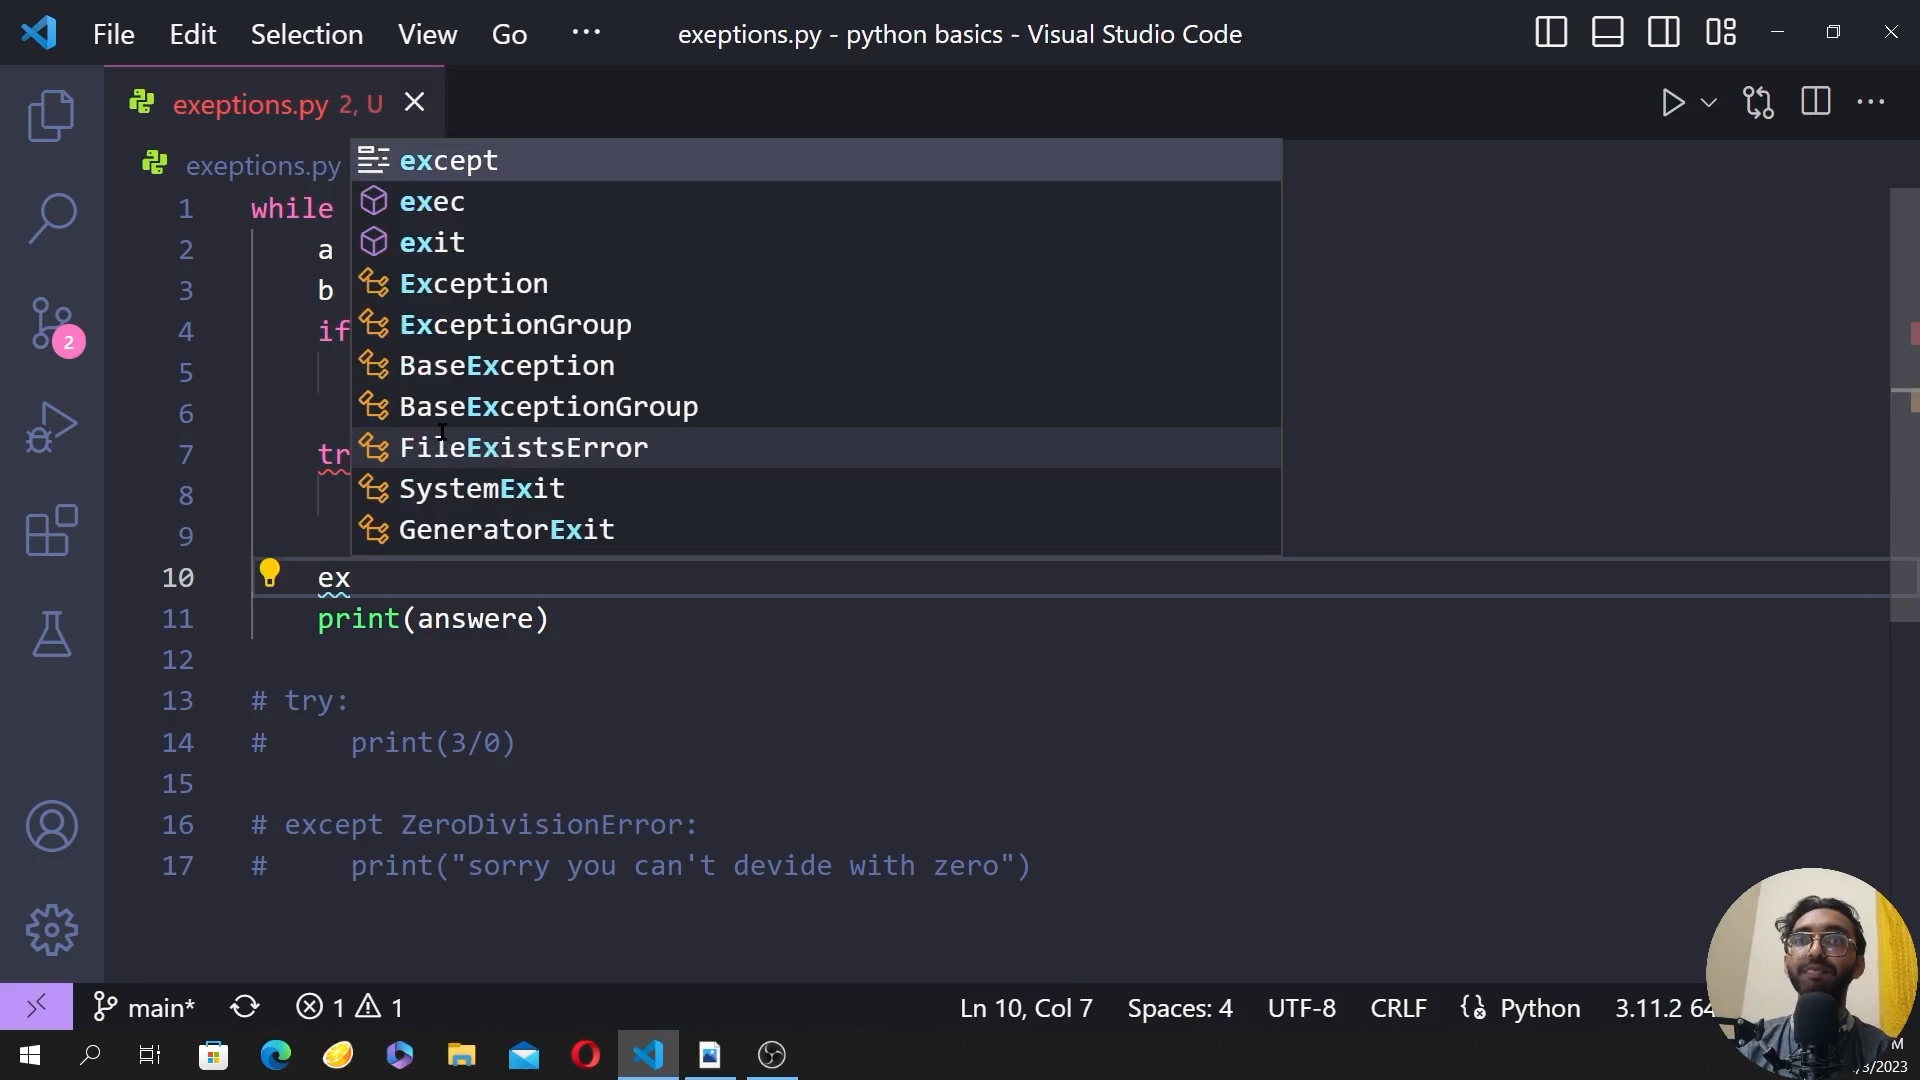 File Edit Selection View Go ··· exeptions.py - python basics - Visual Studio Code
exeptions.py 2, U
exeptions.py
except
exec
exit
Exception
ExceptionGroup
BaseException
BaseExceptionGroup
FileExistsError
SystemExit
GeneratorExit
1 while
2 a
3 b
4 if
5
6
7 tr
8
9
10 ex
11 print(answere)
12
13 # try:
14 # print(3/0)
15
16 # except ZeroDivisionError:
17 # print("sorry you can't devide with zero")
2
main* 1 1 Ln 10, Col 7 Spaces: 4 UTF-8 CRLF Python 3.11.2 64
M
/3/2023